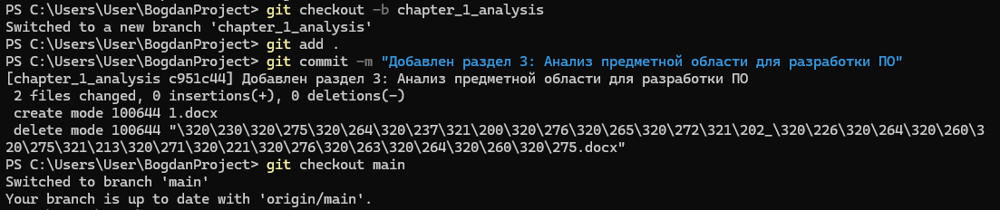 PS C:\Users\User\BogdanProject> git checkout -b chapter_1_analysis
Switched to a new branch 'chapter_1_analysis'
PS C:\Users\User\BogdanProject> git add .
PS C:\Users\User\BogdanProject> git commit -m "Добавлен раздел 3: Анализ предметной области для разработки ПО"
[chapter_1_analysis c951c44] Добавлен раздел 3: Анализ предметной области для разработки ПО
 2 files changed, 0 insertions(+), 0 deletions(-)
 create mode 100644 1.docx
 delete mode 100644 "\320\230\320\275\320\264\320\237\321\200\320\276\320\265\320\272\321\202_\320\226\320\264\320\260\3
20\275\321\213\320\271\320\221\320\276\320\263\320\264\320\260\320\275.docx"
PS C:\Users\User\BogdanProject> git checkout main
Switched to branch 'main'
Your branch is up to date with 'origin/main'.